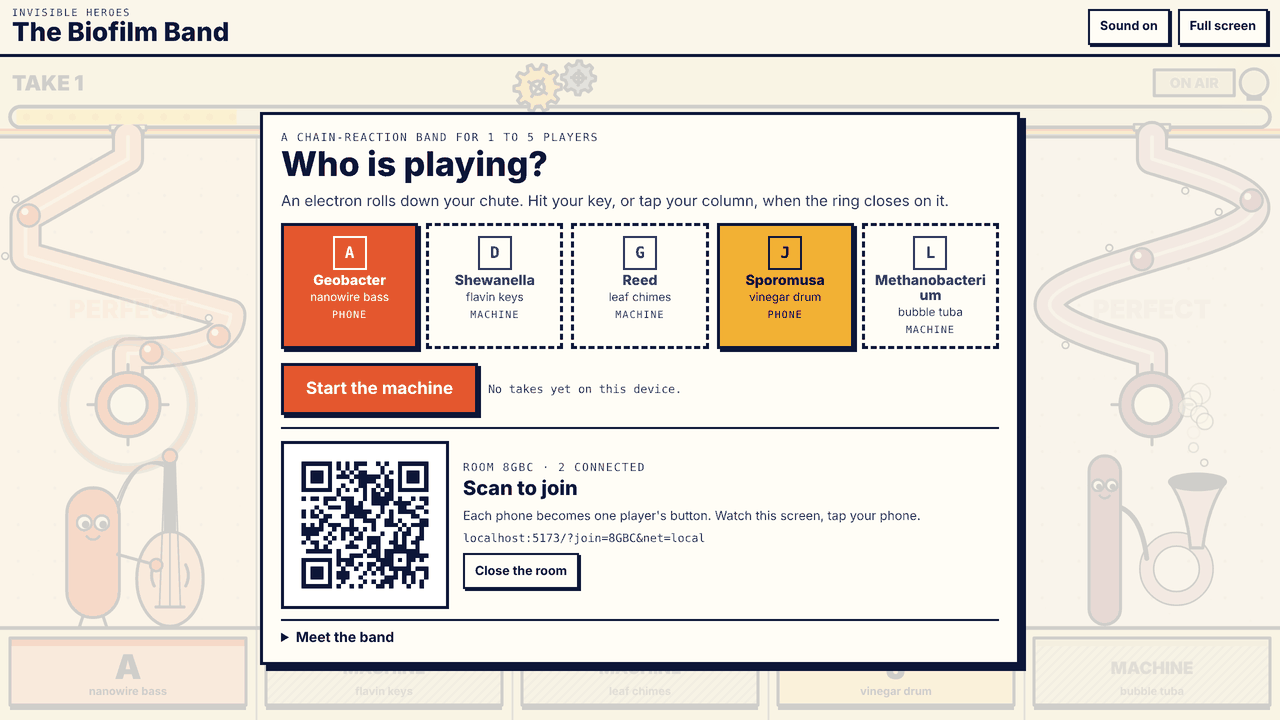 INVISIBLE HEROES
The Biofilm Band
Sound on
Full screen
TAKE 1
ON AIR
A CHAIN-REACTION BAND FOR 1 TO 5 PLAYERS
Who is playing?
An electron rolls down your chute. Hit your key, or tap your column, when the ring closes on it.
A
Geobacter
nanowire bass
PHONE
D
Shewanella
flavin keys
MACHINE
G
Reed
leaf chimes
MACHINE
J
Sporomusa
vinegar drum
PHONE
L
Methanobacteri
um
bubble tuba
MACHINE
PERFECT
PERFECT
Start the machine
No takes yet on this device.
ROOM 8GBC · 2 CONNECTED
Scan to join
Each phone becomes one player's button. Watch this screen, tap your phone.
localhost:5173/?join=8GBC&net=local
Close the room
▶ Meet the band
A
nanowire bass
MACHINE
flavin keys
MACHINE
leaf chimes
J
vinegar drum
MACHINE
bubble tuba